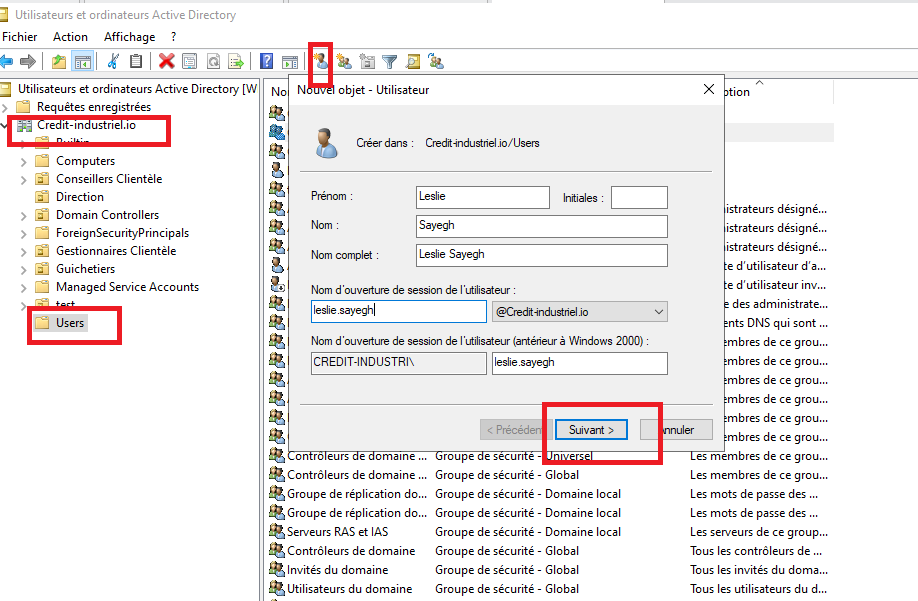 Utilisateurs et ordinateurs Active Directory
Fichier Action Affichage ?
Utilisateurs et ordinateurs Active Directory [W
Requêtes enregistrées
Credit-industriel.io
Builtin
Computers
Conseillers Clientèle
Direction
Domain Controllers
ForeignSecurityPrincipals
Gestionnaires Clientèle
Guichetiers
Managed Service Accounts
test
Users
No
ption
Nouvel objet - Utilisateur
Créer dans : Credit-industriel.io/Users
Prénom : Leslie Initiales :
Nom : Sayegh
Nom complet : Leslie Sayegh
Nom d'ouverture de session de l'utilisateur :
leslie.sayegh @Credit-industriel.io
Nom d'ouverture de session de l'utilisateur (antérieur à Windows 2000) :
CREDIT-INDUSTRI\ leslie.sayegh
< Précéden Suivant > Annuler
istrateurs désigné...
istrateurs désigné...
istrateurs désigné...
te d'utilisateur d'a...
te d'utilisateur inv...
pe des administrate...
ents DNS qui sont ...
embres de ce grou...
embres de ce grou...
embres de ce grou...
embres de ce grou...
embres de ce grou...
embres de ce grou...
Contrôleurs de domaine ... Groupe de sécurité - Universel Les membres de ce grou...
Contrôleurs de domaine ... Groupe de sécurité - Global Les membres de ce grou...
Groupe de réplication do... Groupe de sécurité - Domaine local Les mots de passe des ...
Groupe de réplication do... Groupe de sécurité - Domaine local Les mots de passe des ...
Serveurs RAS et IAS Groupe de sécurité - Domaine local Les serveurs de ce group...
Contrôleurs de domaine Groupe de sécurité - Global Tous les contrôleurs de ...
Invités du domaine Groupe de sécurité - Global Tous les invités du doma...
Utilisateurs du domaine Groupe de sécurité - Global Tous les utilisateurs du d...